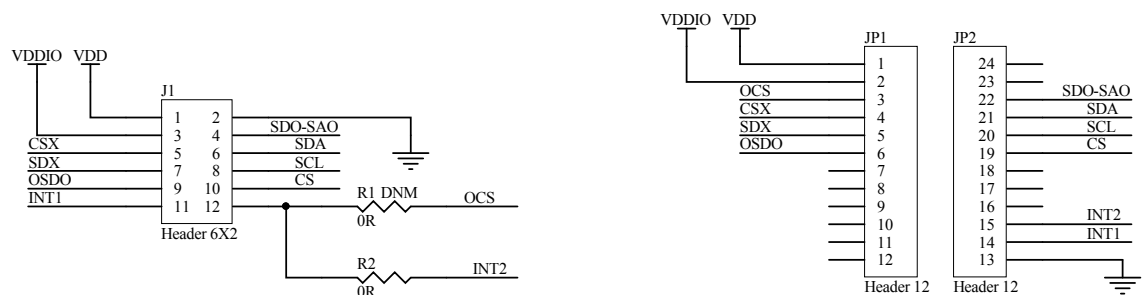 VDDIO VDD
J1
1 2
3 4 SDO-SAO
CSX 5 6 SDA
SDX 7 8 SCL
OSDO 9 10 CS
INT1 11 12 R1 DNM OCS
0R
Header 6X2
R2 INT2
0R
VDDIO VDD
JP1 JP2
1 24
2 23
OCS 3 22 SDO-SAO
CSX 4 21 SDA
SDX 5 20 SCL
OSDO 6 19 CS
7 18
8 17
9 16
10 15 INT2
11 14 INT1
12 13
Header 12 Header 12